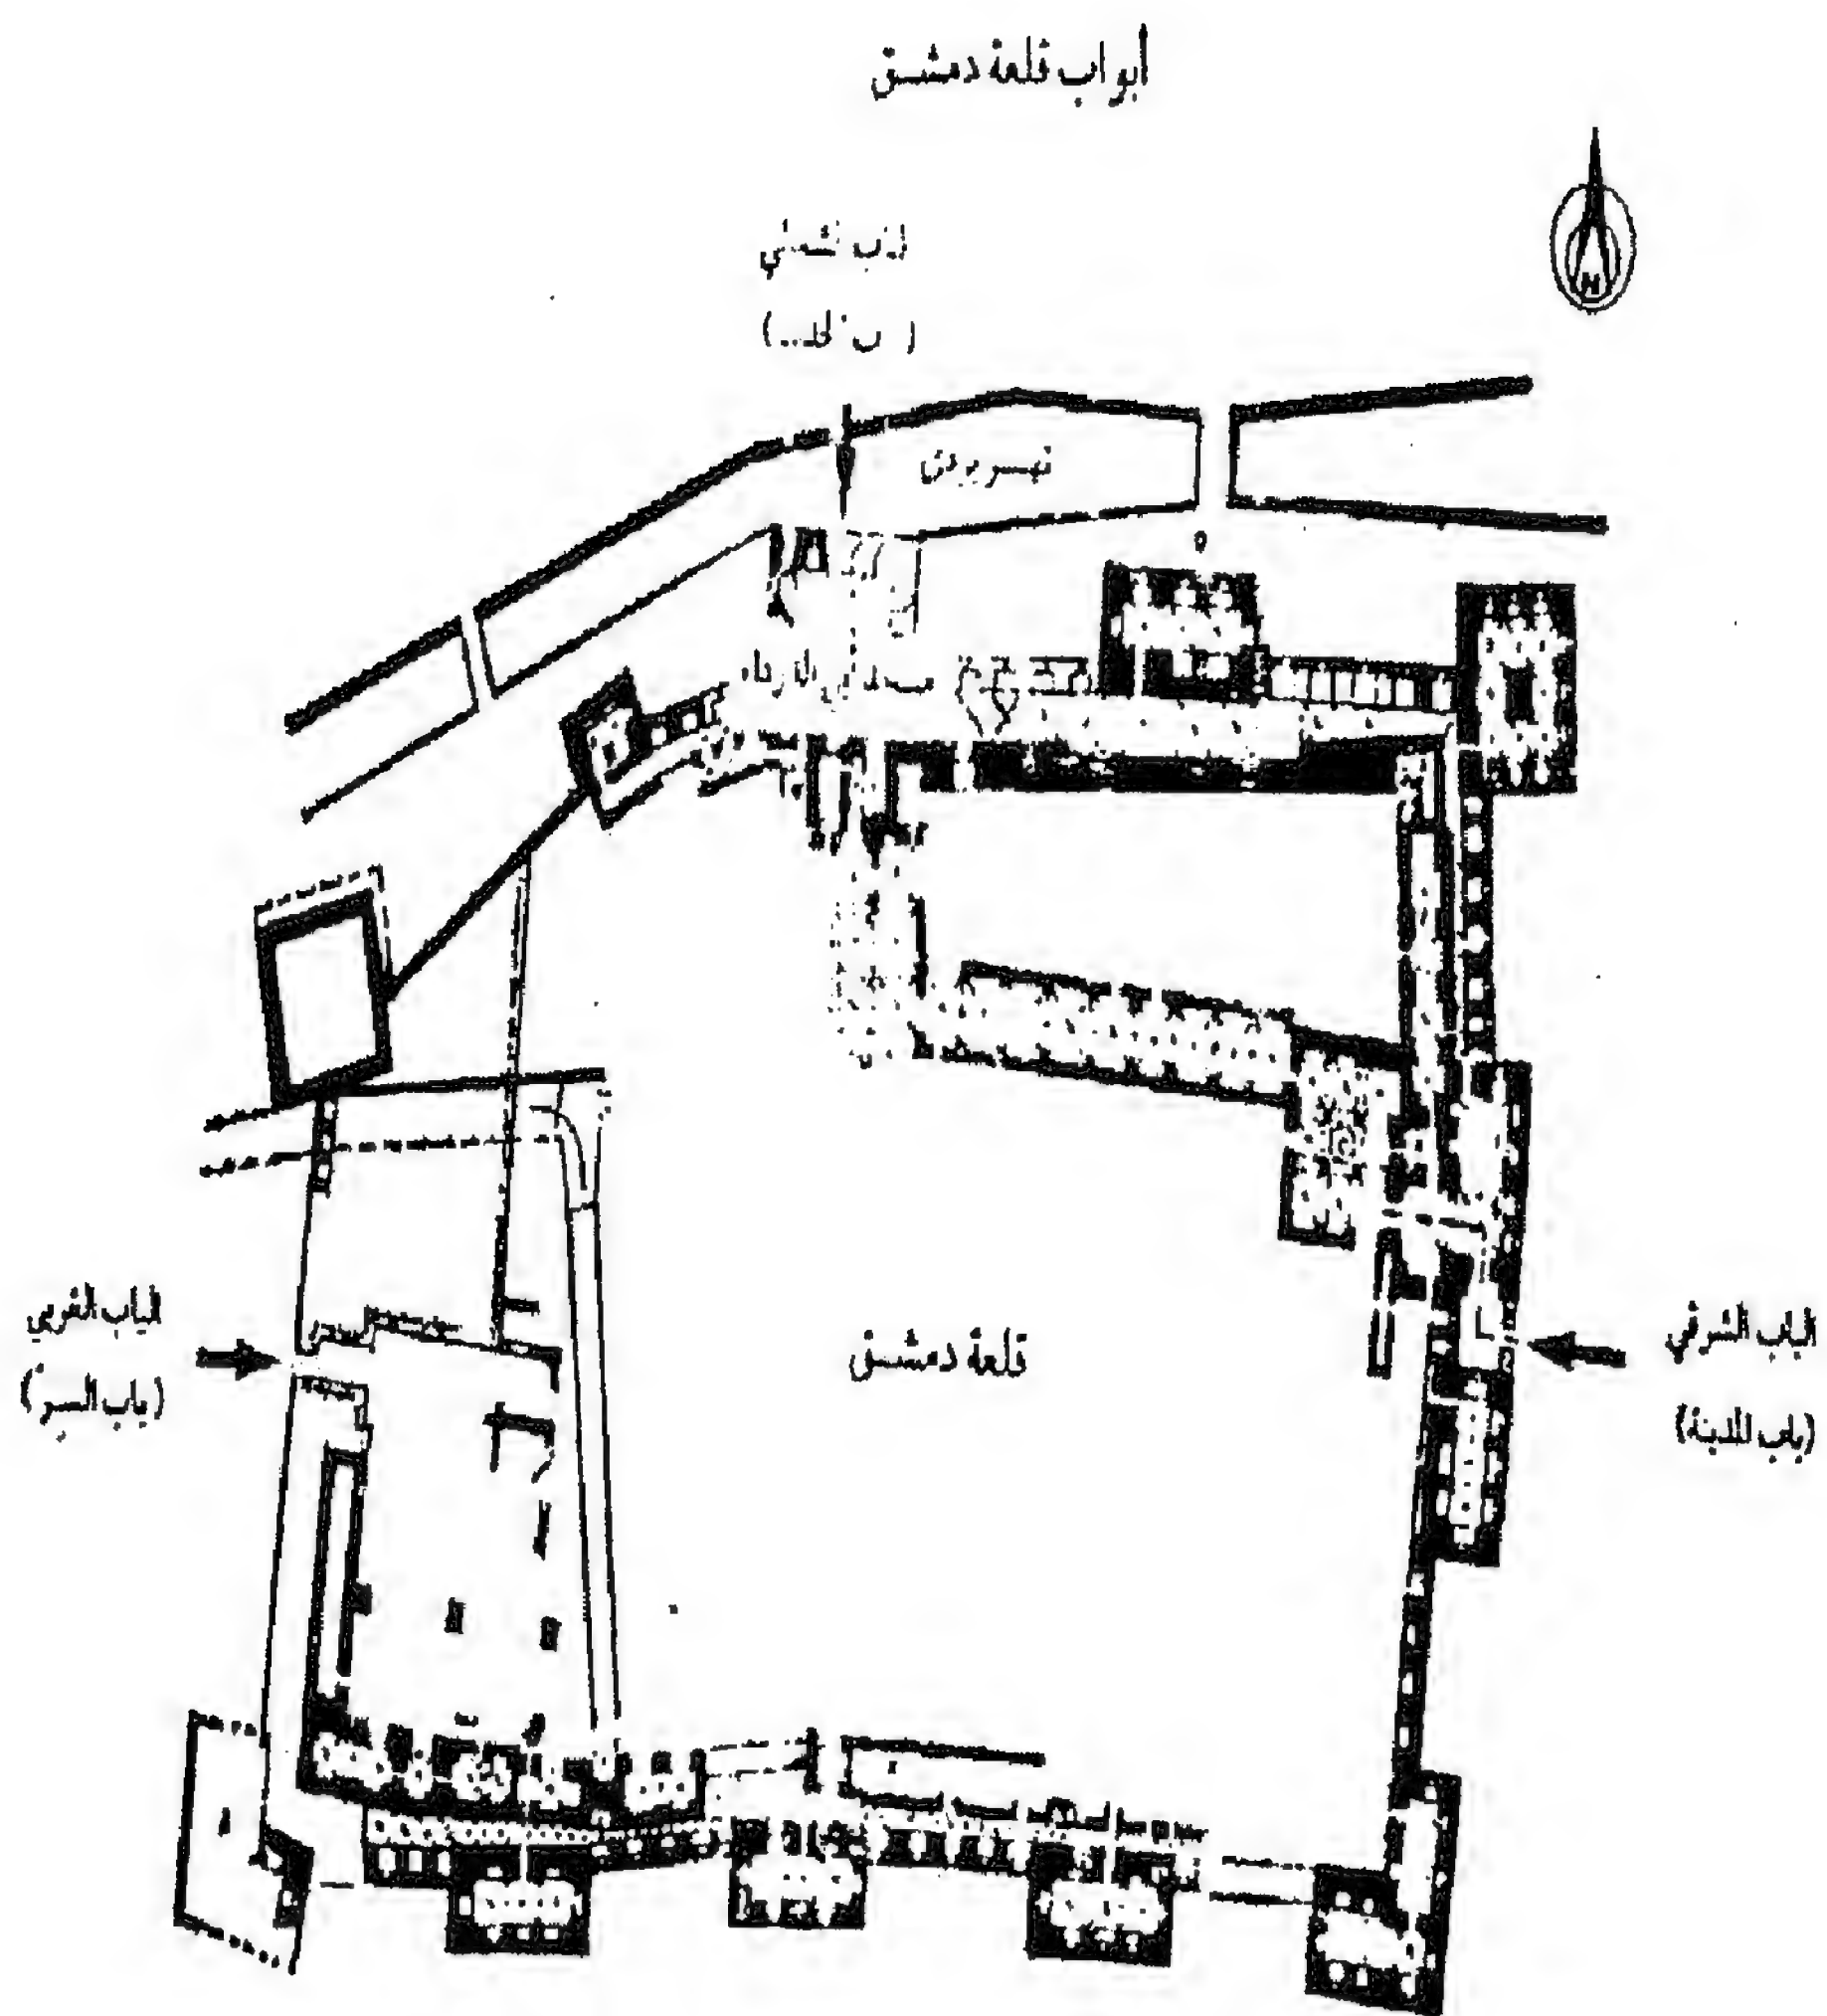 أبواب قلعة دمشق
نهر بردى
الباب الغربي
(باب السر)
قلعة دمشق
الباب الشرقي
(باب المدينة)
N